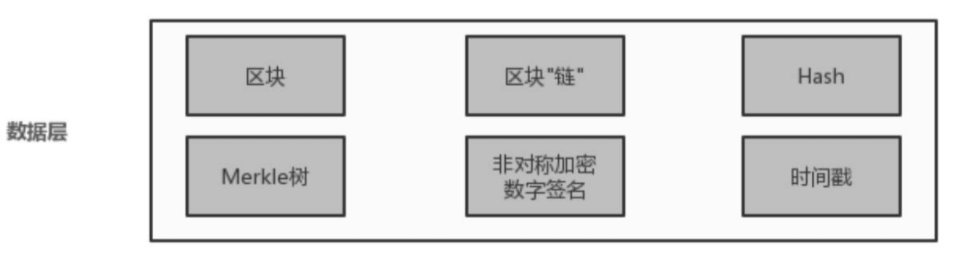 区块
区块"链"
Hash
数据层
Merkle树
非对称加密
数字签名
时间戳